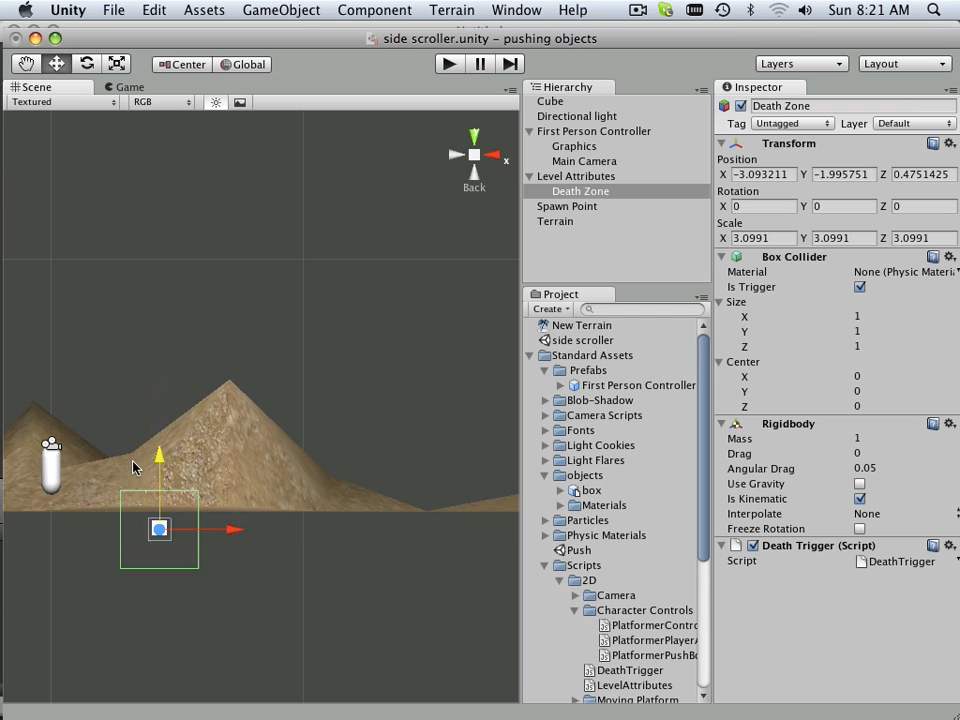 Unity File Edit Assets GameObject Component Terrain Window Help Sun 8:21 AM
side scroller.unity – pushing objects
Center Global Layers Layout
Scene Game Hierarchy Inspector
Textured RGB
Cube
Directional light
First Person Controller
Graphics
Main Camera
Level Attributes
Death Zone
Spawn Point
Terrain
x
Back
Project
Create
New Terrain
side scroller
Standard Assets
Prefabs
First Person Controller
Blob-Shadow
Camera Scripts
Fonts
Light Cookies
Light Flares
objects
box
Materials
Particles
Physic Materials
Push
Scripts
2D
Camera
Character Controls
PlatformerContro
PlatformerPlayerA
PlatformerPushBo
DeathTrigger
LevelAttributes
Moving Platform
Death Zone
Tag Untagged Layer Default
Transform
Position
X -3.093211 Y -1.995751 Z 0.4751425
Rotation
X 0 Y 0 Z 0
Scale
X 3.0991 Y 3.0991 Z 3.0991
Box Collider
Material None (Physic Materia
Is Trigger
Size
X 1
Y 1
Z 1
Center
X 0
Y 0
Z 0
Rigidbody
Mass 1
Drag 0
Angular Drag 0.05
Use Gravity
Is Kinematic
Interpolate None
Freeze Rotation
Death Trigger (Script)
Script DeathTrigger